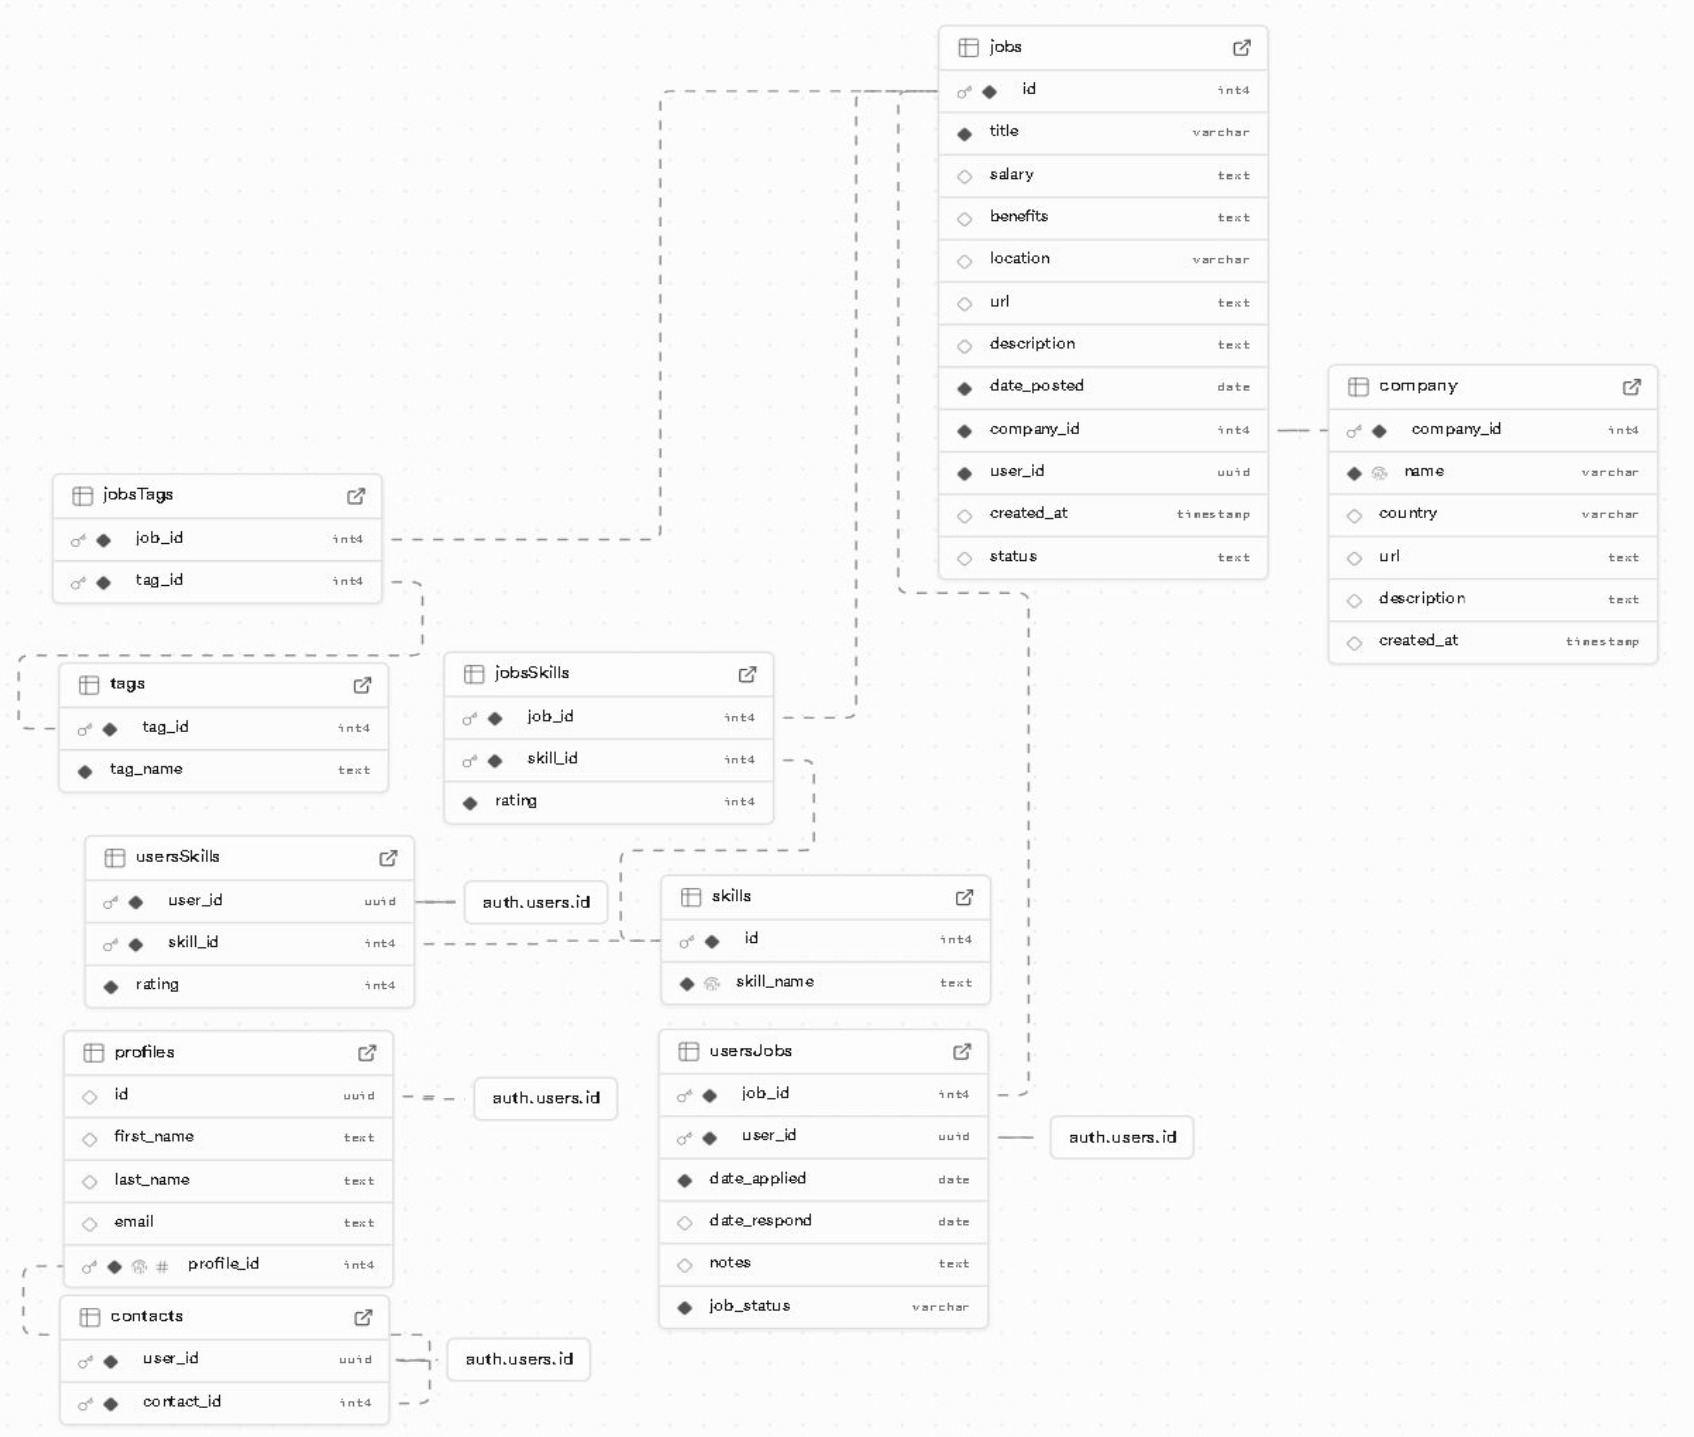 jobs
id int4
title varchar
salary text
benefits text
location varchar
url text
description text
date_posted date
company_id int4
user_id uuid
created_at timestamp
status text
company
company_id int4
name varchar
country varchar
url text
description text
created_at timestamp
jobsTags
job_id int4
tag_id int4
tags
tag_id int4
tag_name text
jobsSkills
job_id int4
skill_id int4
rating int4
usersSkills
user_id uuid
skill_id int4
rating int4
auth.users.id
skills
id int4
skill_name text
profiles
id uuid
first_name text
last_name text
email text
# profile_id int4
auth.users.id
usersJobs
job_id int4
user_id uuid
date_applied date
date_respond date
notes text
job_status varchar
auth.users.id
contacts
user_id uuid
contact_id int4
auth.users.id